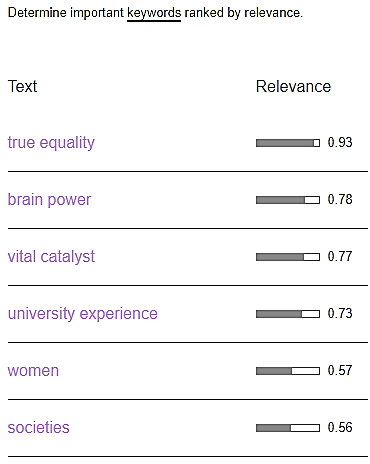 Determine important keywords ranked by relevance.
Text Relevance
true equality 0.93
brain power 0.78
vital catalyst 0.77
university experience 0.73
women 0.57
societies 0.56